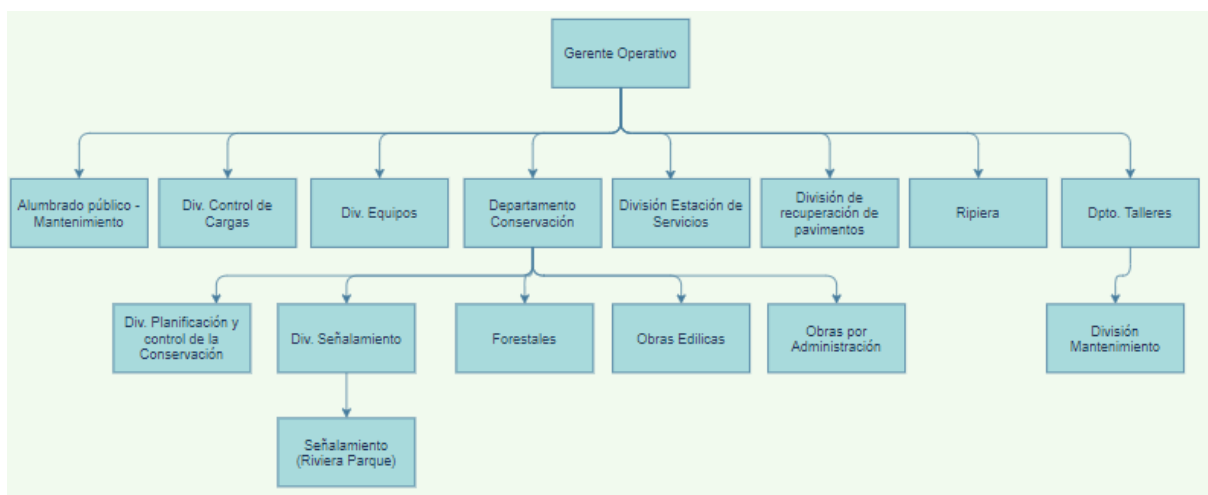 Gerente Operativo
Alumbrado público -
Mantenimiento
Div. Control de
Cargas
Div. Equipos
Departamento
Conservación
División Estación de
Servicios
División de
recuperación de
pavimentos
Ripiera
Dpto. Talleres
Div. Planificación y
control de la
Conservación
Div. Señalamiento
Forestales
Obras Edilicas
Obras por
Administración
División
Mantenimiento
Señalamiento
(Riviera Parque)